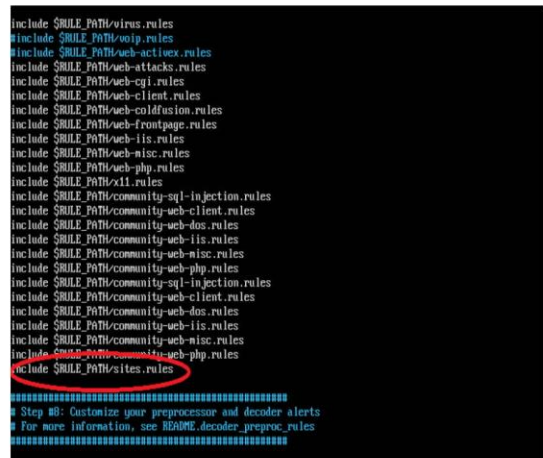 include $RULE_PATH/virus.rules
#include $RULE_PATH/voip.rules
#include $RULE_PATH/web-activex.rules
include $RULE_PATH/web-attacks.rules
include $RULE_PATH/web-cgi.rules
include $RULE_PATH/web-client.rules
include $RULE_PATH/web-coldfusion.rules
include $RULE_PATH/web-frontpage.rules
include $RULE_PATH/web-iis.rules
include $RULE_PATH/web-misc.rules
include $RULE_PATH/web-php.rules
include $RULE_PATH/x11.rules
include $RULE_PATH/community-sql-injection.rules
include $RULE_PATH/community-web-client.rules
include $RULE_PATH/community-web-dos.rules
include $RULE_PATH/community-web-iis.rules
include $RULE_PATH/community-web-misc.rules
include $RULE_PATH/community-web-php.rules
include $RULE_PATH/community-sql-injection.rules
include $RULE_PATH/community-web-client.rules
include $RULE_PATH/community-web-dos.rules
include $RULE_PATH/community-web-iis.rules
include $RULE_PATH/community-web-misc.rules
include $RULE_PATH/community-web-php.rules
include $RULE_PATH/sites.rules
###################################################
# Step #8: Customize your preprocessor and decoder alerts
# For more information, see README.decoder_preproc_rules
###################################################